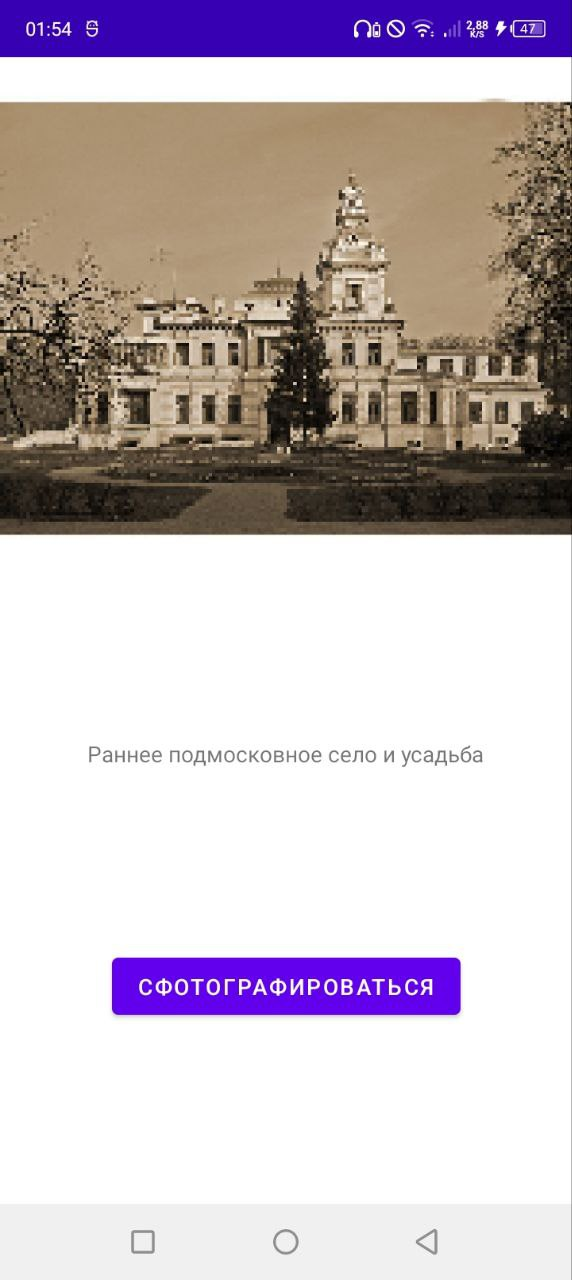 01:54
2,88
K/S
47
Раннее подмосковное село и усадьба
СФОТОГРАФИРОВАТЬСЯ